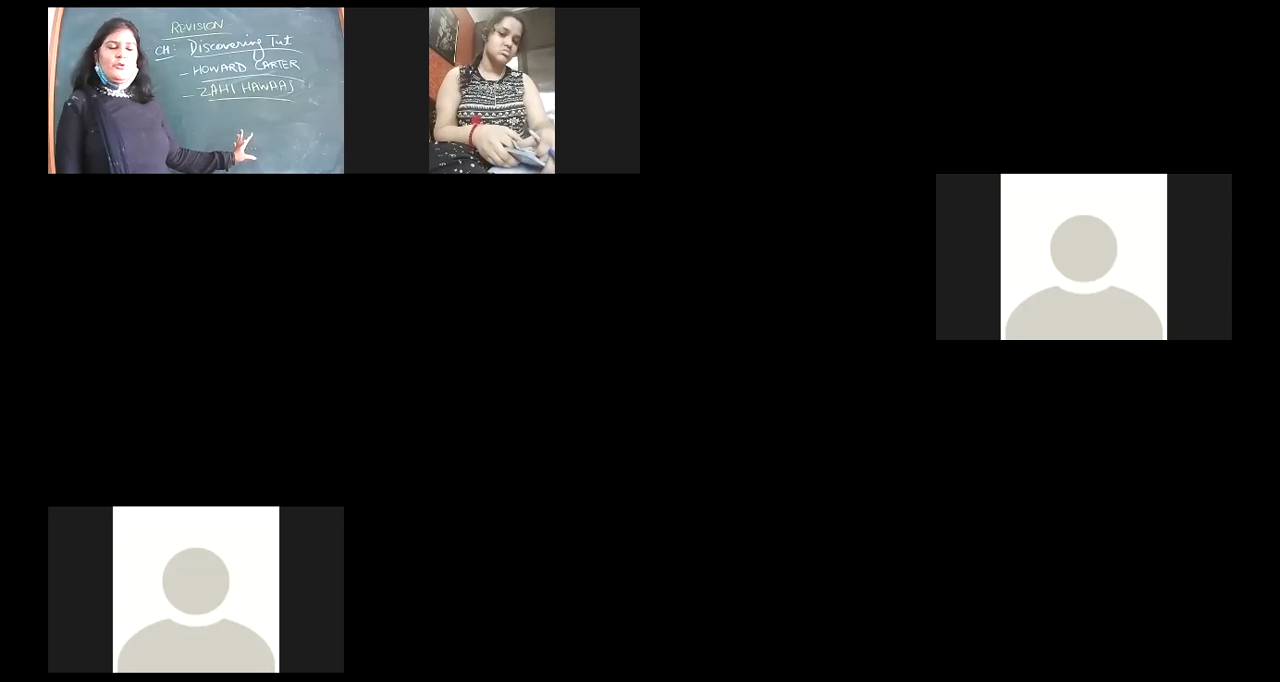 REVISION
CH: Discovering Tut
- HOWARD CARTER
- ZAHI HAWAAS